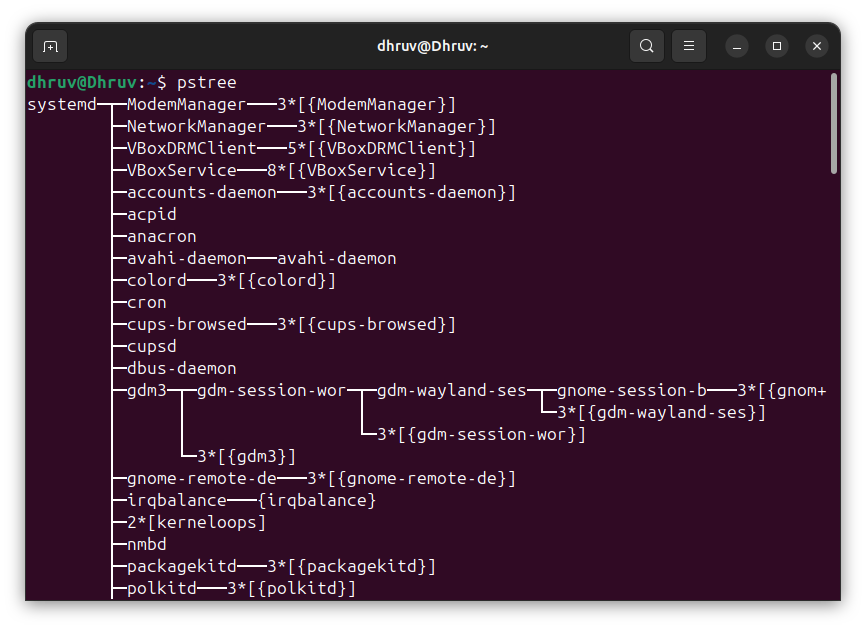 dhruv@Dhruv: ~
dhruv@Dhruv:~$ pstree
systemd─┬─ModemManager───3*[{ModemManager}]
        ├─NetworkManager───3*[{NetworkManager}]
        ├─VBoxDRMClient───5*[{VBoxDRMClient}]
        ├─VBoxService───8*[{VBoxService}]
        ├─accounts-daemon───3*[{accounts-daemon}]
        ├─acpid
        ├─anacron
        ├─avahi-daemon───avahi-daemon
        ├─colord───3*[{colord}]
        ├─cron
        ├─cups-browsed───3*[{cups-browsed}]
        ├─cupsd
        ├─dbus-daemon
        ├─gdm3─┬─gdm-session-wor─┬─gdm-wayland-ses─┬─gnome-session-b───3*[{gnom+
        │      │                 │                 └─3*[{gdm-wayland-ses}]
        │      │                 └─3*[{gdm-session-wor}]
        │      └─3*[{gdm3}]
        ├─gnome-remote-de───3*[{gnome-remote-de}]
        ├─irqbalance───{irqbalance}
        ├─2*[kerneloops]
        ├─nmbd
        ├─packagekitd───3*[{packagekitd}]
        ├─polkitd───3*[{polkitd}]